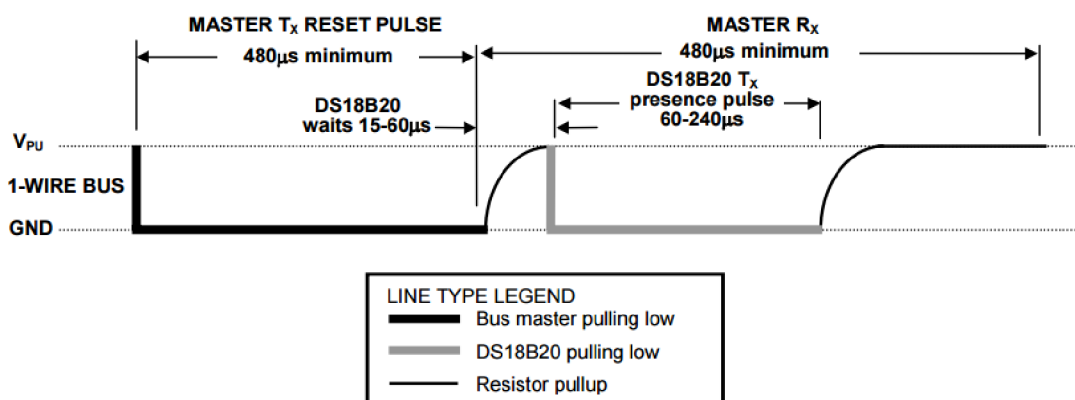 MASTER TX RESET PULSE
480µs minimum
MASTER RX
480µs minimum
DS18B20
waits 15-60µs
DS18B20 TX
presence pulse
60-240µs
VPU
1-WIRE BUS
GND
LINE TYPE LEGEND
Bus master pulling low
DS18B20 pulling low
Resistor pullup